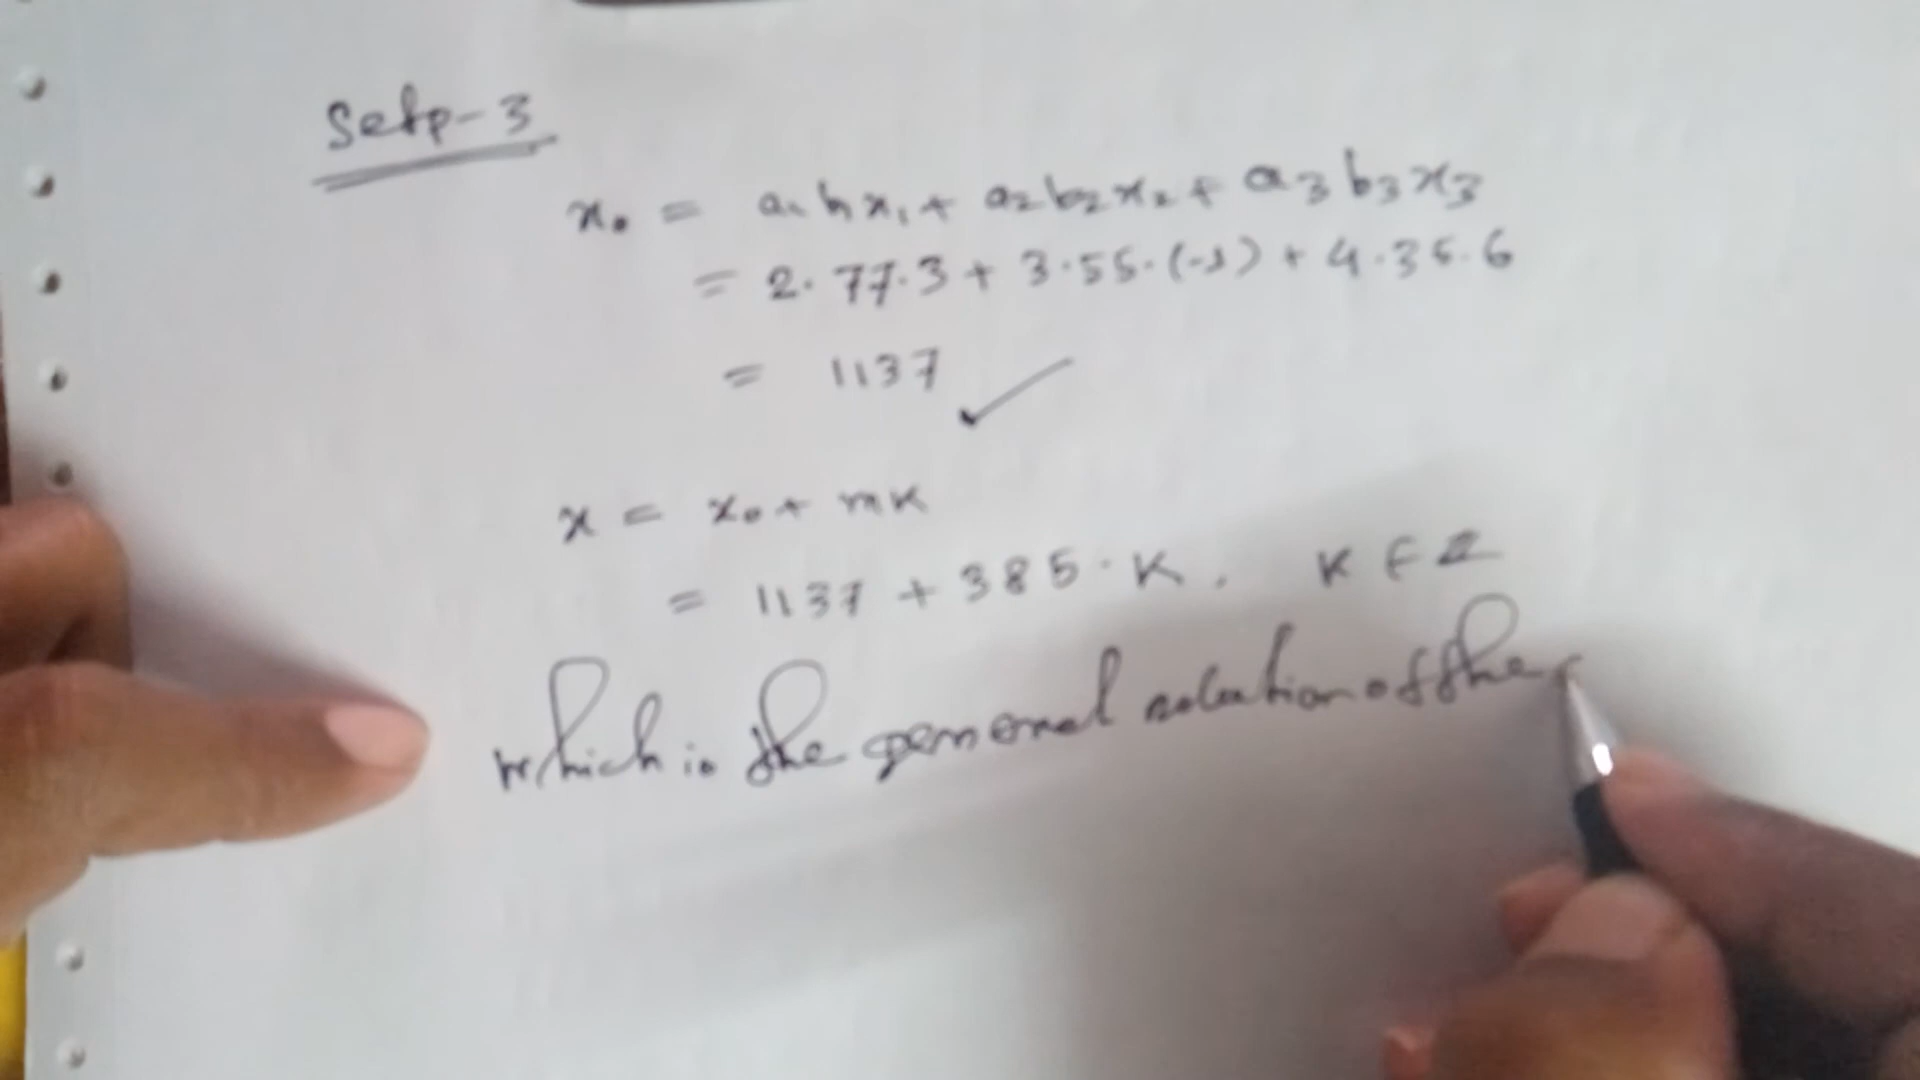 Setp-3
x₀ = a₁b₁x₁ + a₂b₂x₂ + a₃b₃x₃
= 2·77·3 + 3·55·(-1) + 4·35·6
= 1137 ✓
x = x₀ + mK
= 1137 + 385·K, K ∈ Z
which is the general solution of the